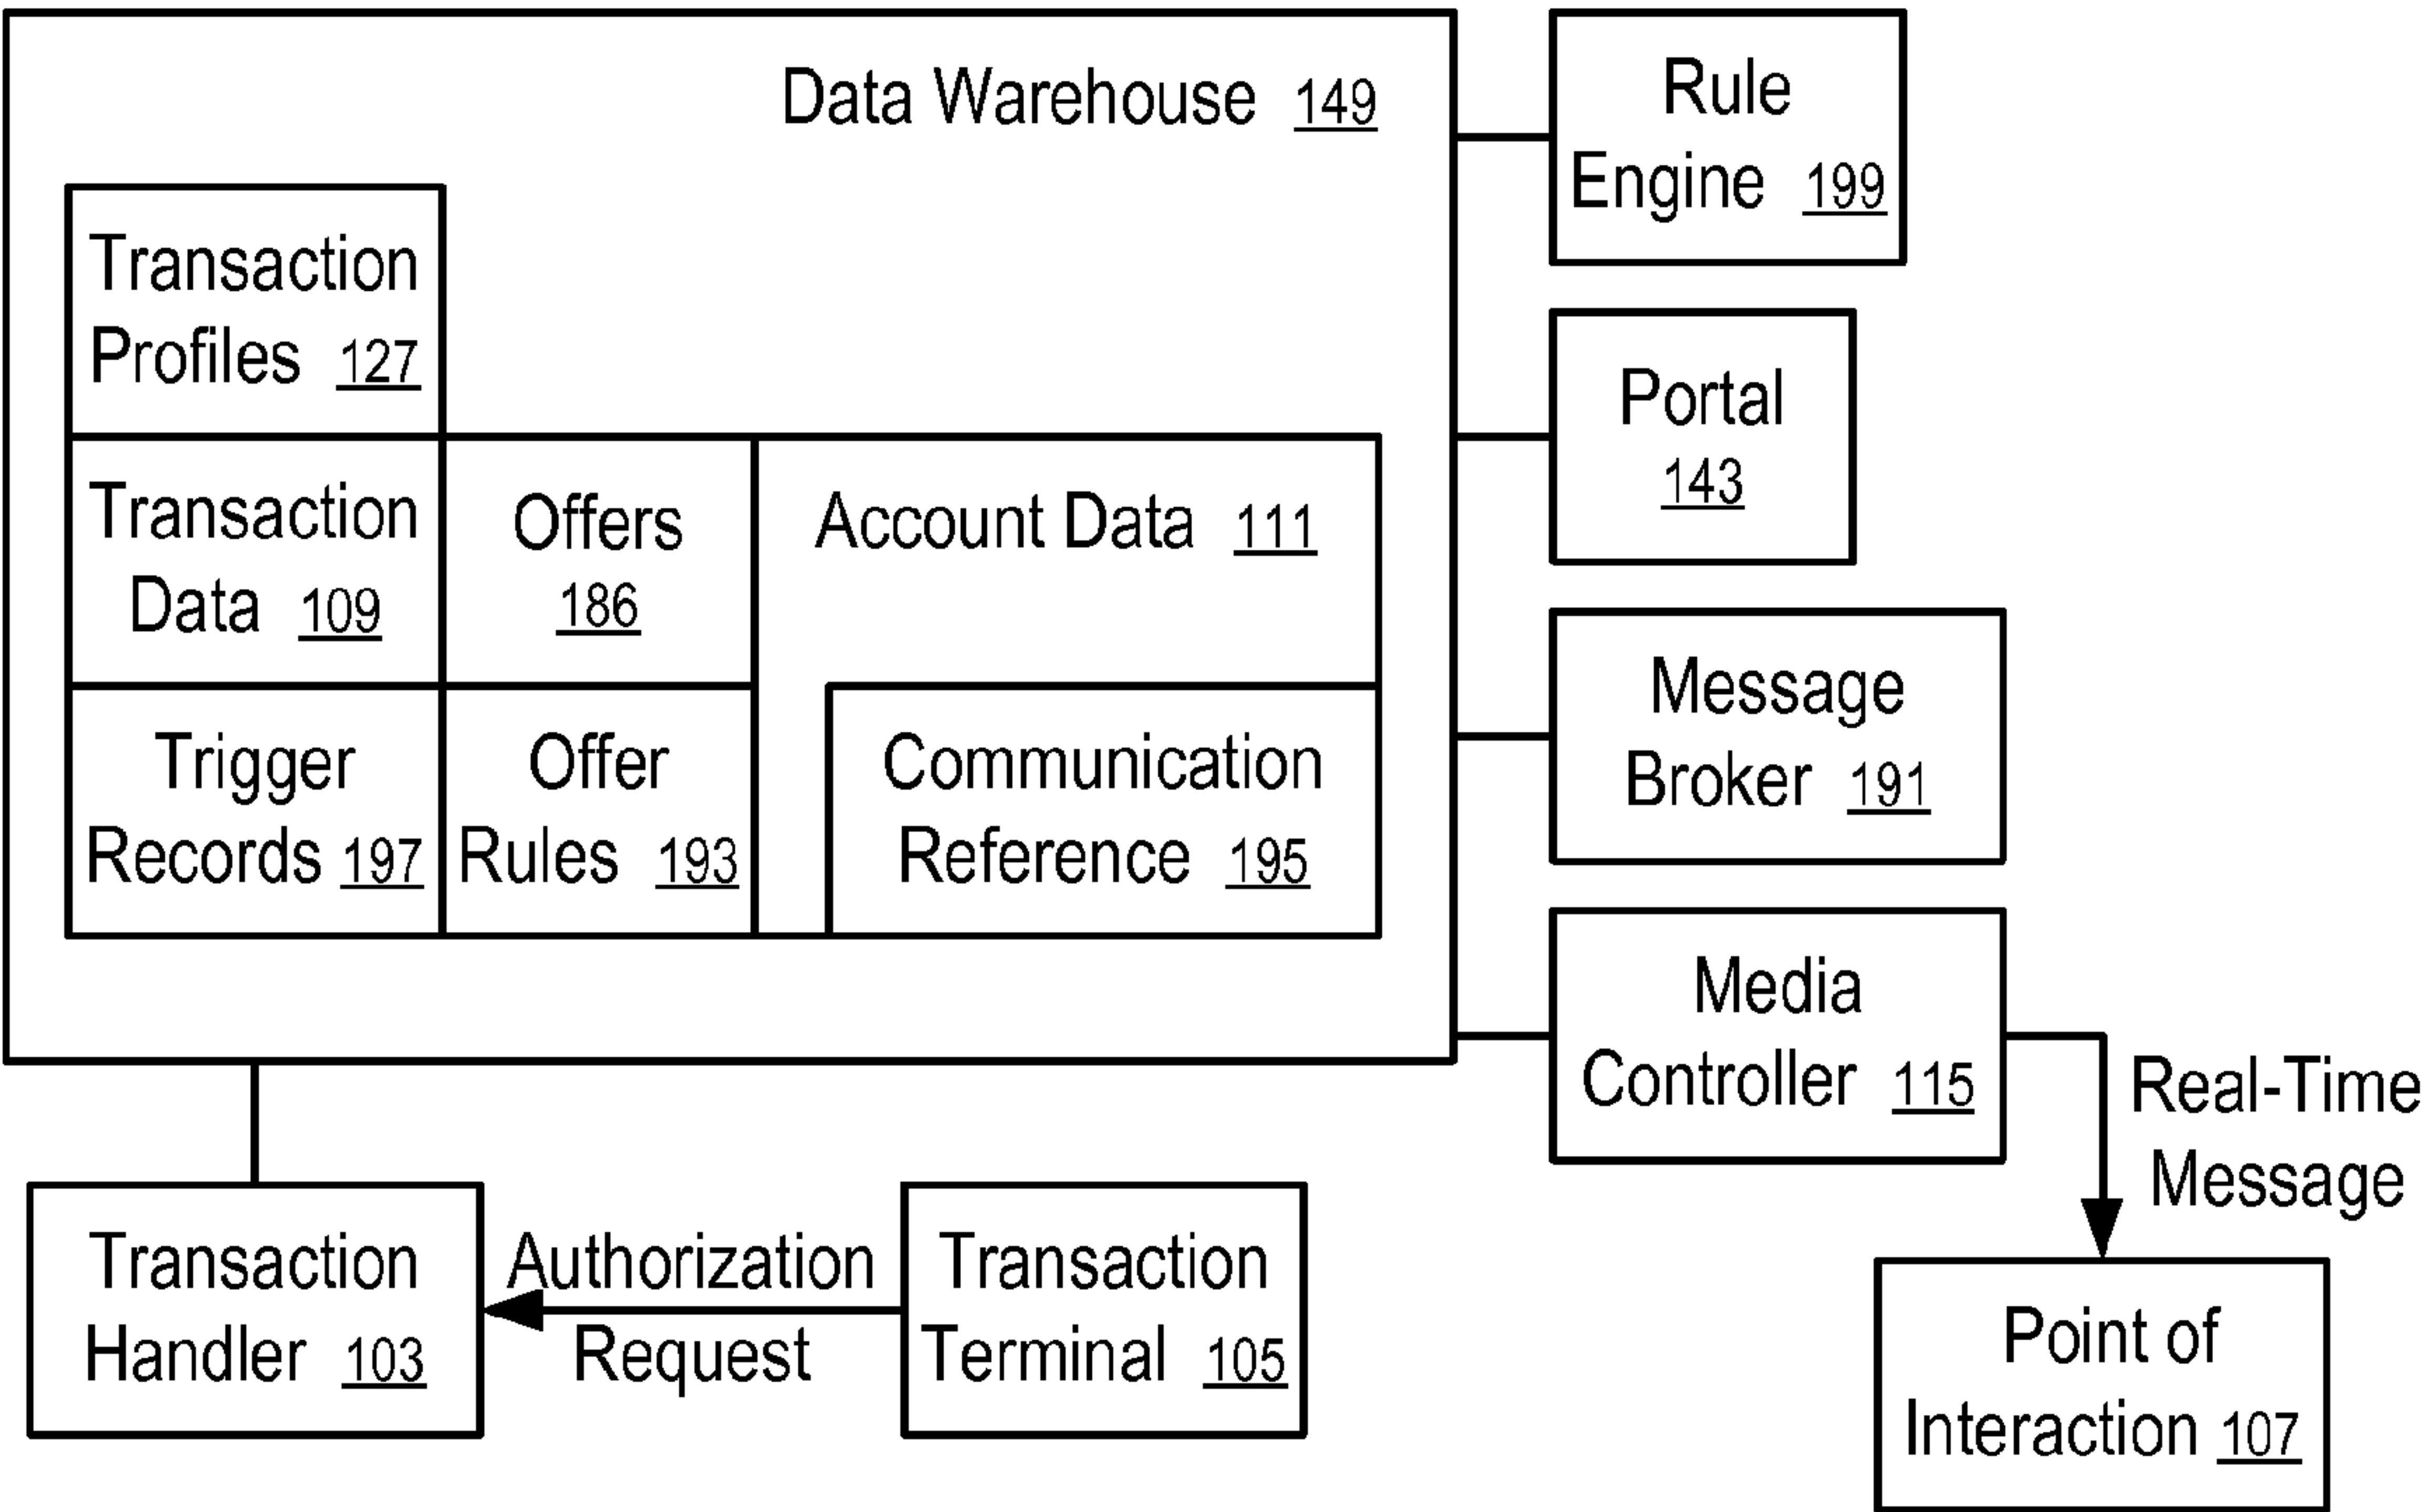 Data Warehouse 149
Transaction
Profiles 127
Transaction
Data 109
Offers
186
Account Data 111
Trigger
Records 197
Offer
Rules 193
Communication
Reference 195
Rule
Engine 199
Portal
143
Message
Broker 191
Media
Controller 115
Real-Time
Message
Transaction
Handler 103
Authorization
Request
Transaction
Terminal 105
Point of
Interaction 107